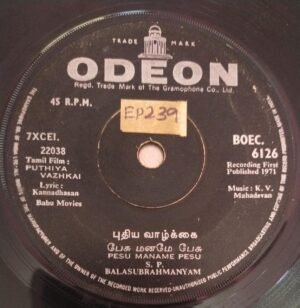 TRADE MARK
ODEON
Regd. Trade Mark of The Gramophone Co., Ltd.
45 R.P.M.
EP239
7XCEI.
22038
Tamil Film :
PUTHIYA
VAZHKAI
Lyric :
Kannadhasan
Babu Movies
BOEC.
6126
Recording First
Published 1971
Music : K. V.
Mahadevan
புதிய வாழ்க்கை
பேசு மனமே பேசு
PESU MANAME PESU
S. P.
BALASUBRAHMANYAM